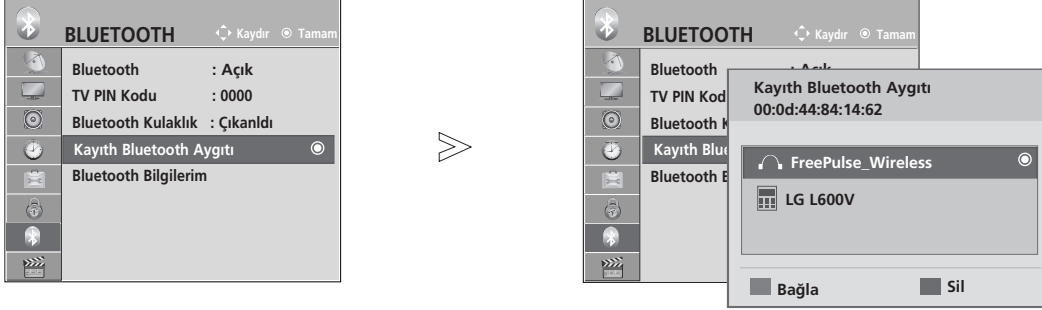 BLUETOOTH Kaydır Tamam
Bluetooth : Açık
TV PIN Kodu : 0000
Bluetooth Kulaklık : Çıkanldı
Kayıth Bluetooth Aygıtı
Bluetooth Bilgilerim
BLUETOOTH Kaydır Tamam
Bluetooth : Açık
TV PIN Kod
Bluetooth K
Kayıth Blue
Bluetooth B
Kayıth Bluetooth Aygıtı
00:0d:44:84:14:62
FreePulse_Wireless
LG L600V
Bağla Sil